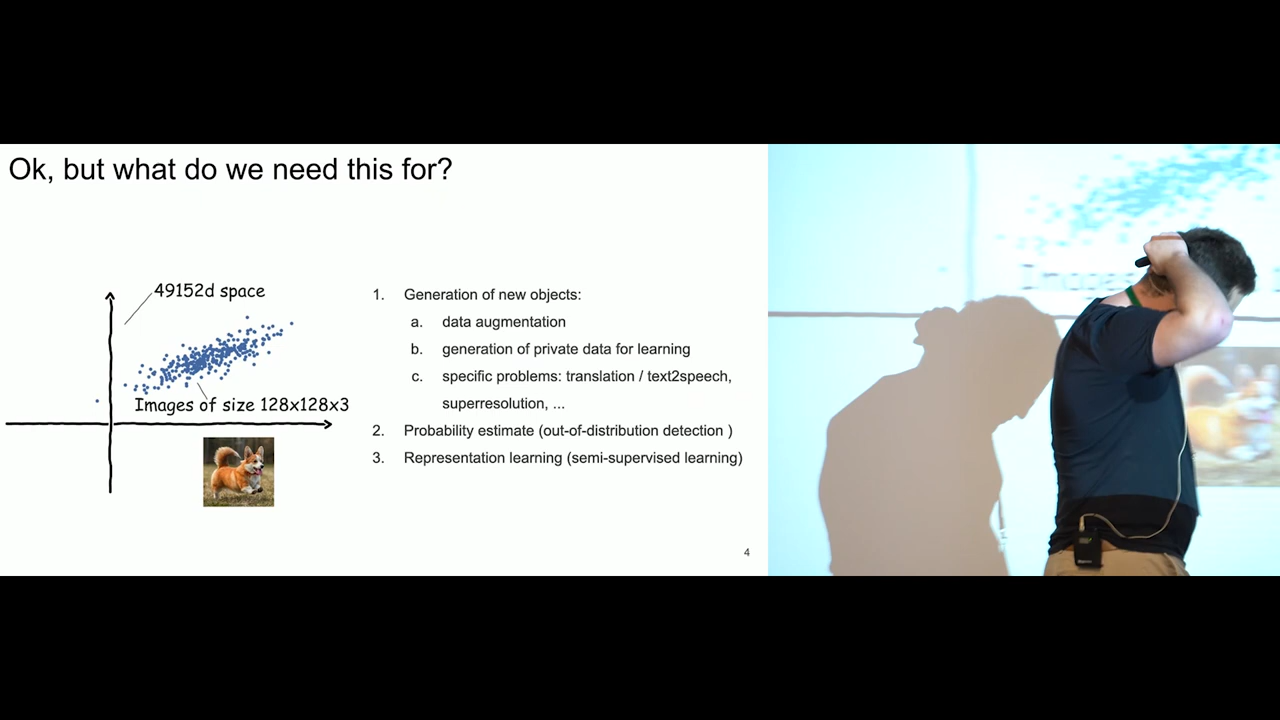 Ok, but what do we need this for?
49152d space
Images of size 128x128x3
1. Generation of new objects:
a. data augmentation
b. generation of private data for learning
c. specific problems: translation / text2speech,
superresolution, ...
2. Probability estimate (out-of-distribution detection )
3. Representation learning (semi-supervised learning)
4
Images